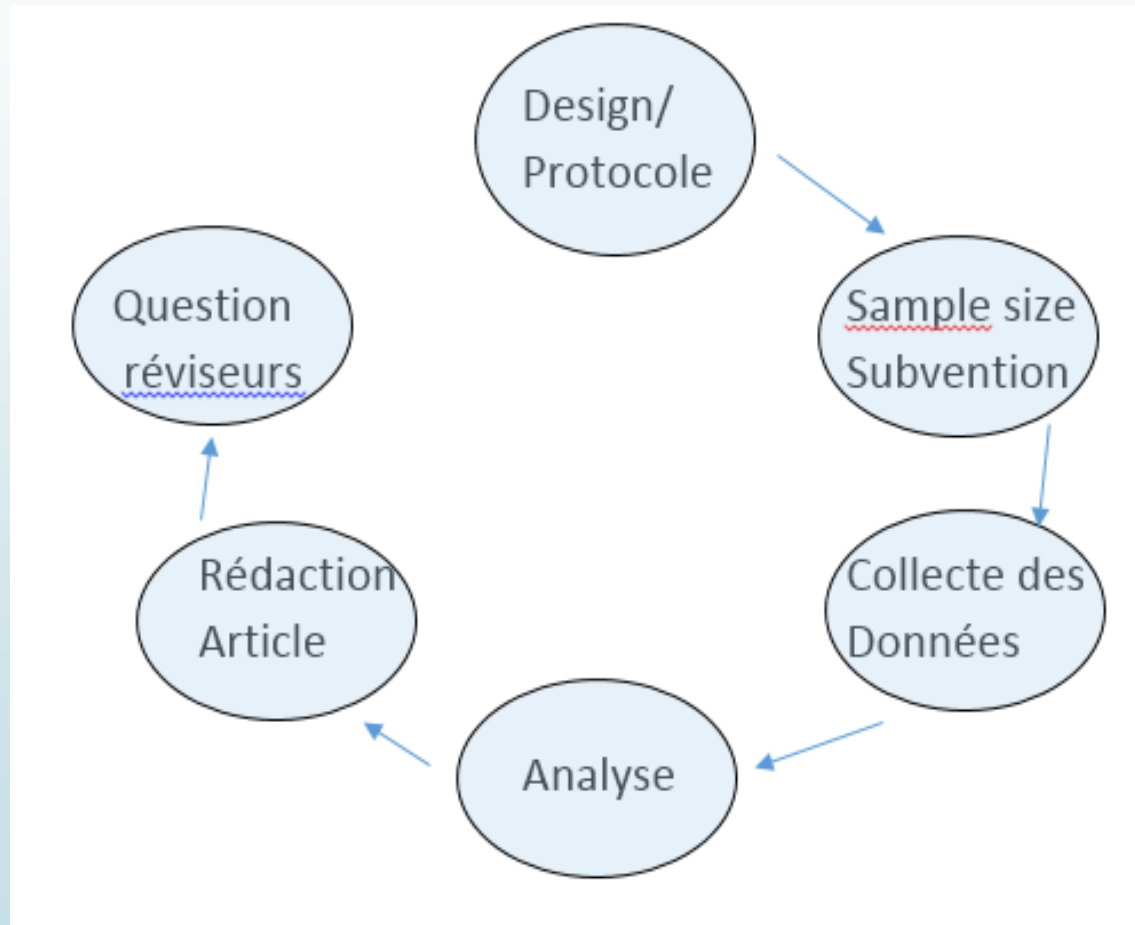 Design/
Protocole
Sample size
Subvention
Collecte des
Données
Analyse
Rédaction
Article
Question
réviseurs